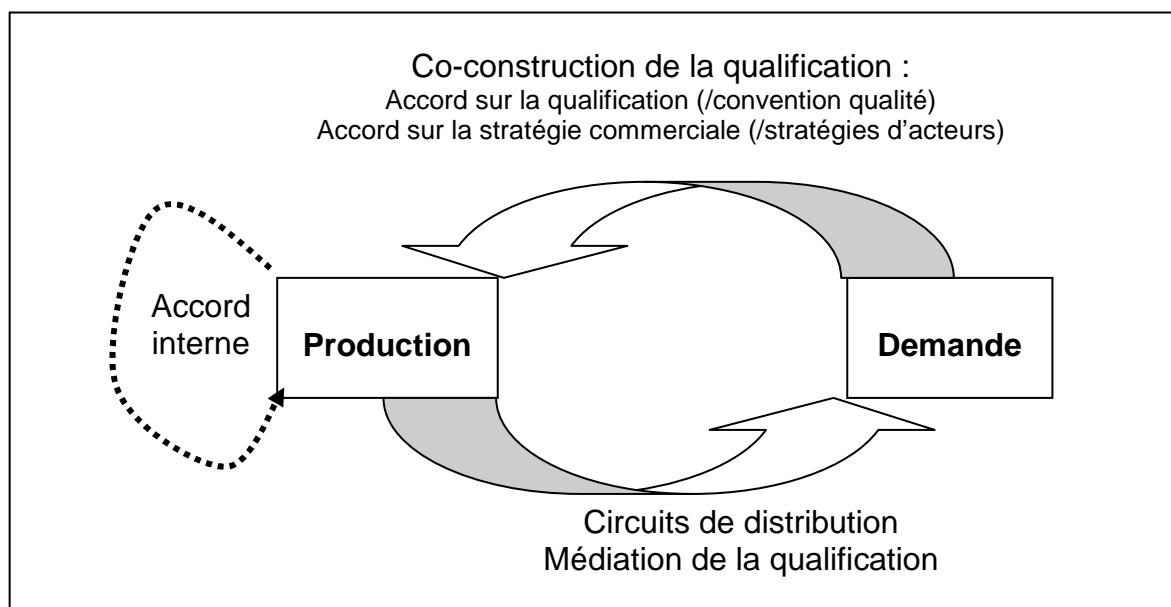 Co-construction de la qualification :
Accord sur la qualification (/convention qualité)
Accord sur la stratégie commerciale (/stratégies d’acteurs)
Accord
interne
Production
Demande
Circuits de distribution
Médiation de la qualification